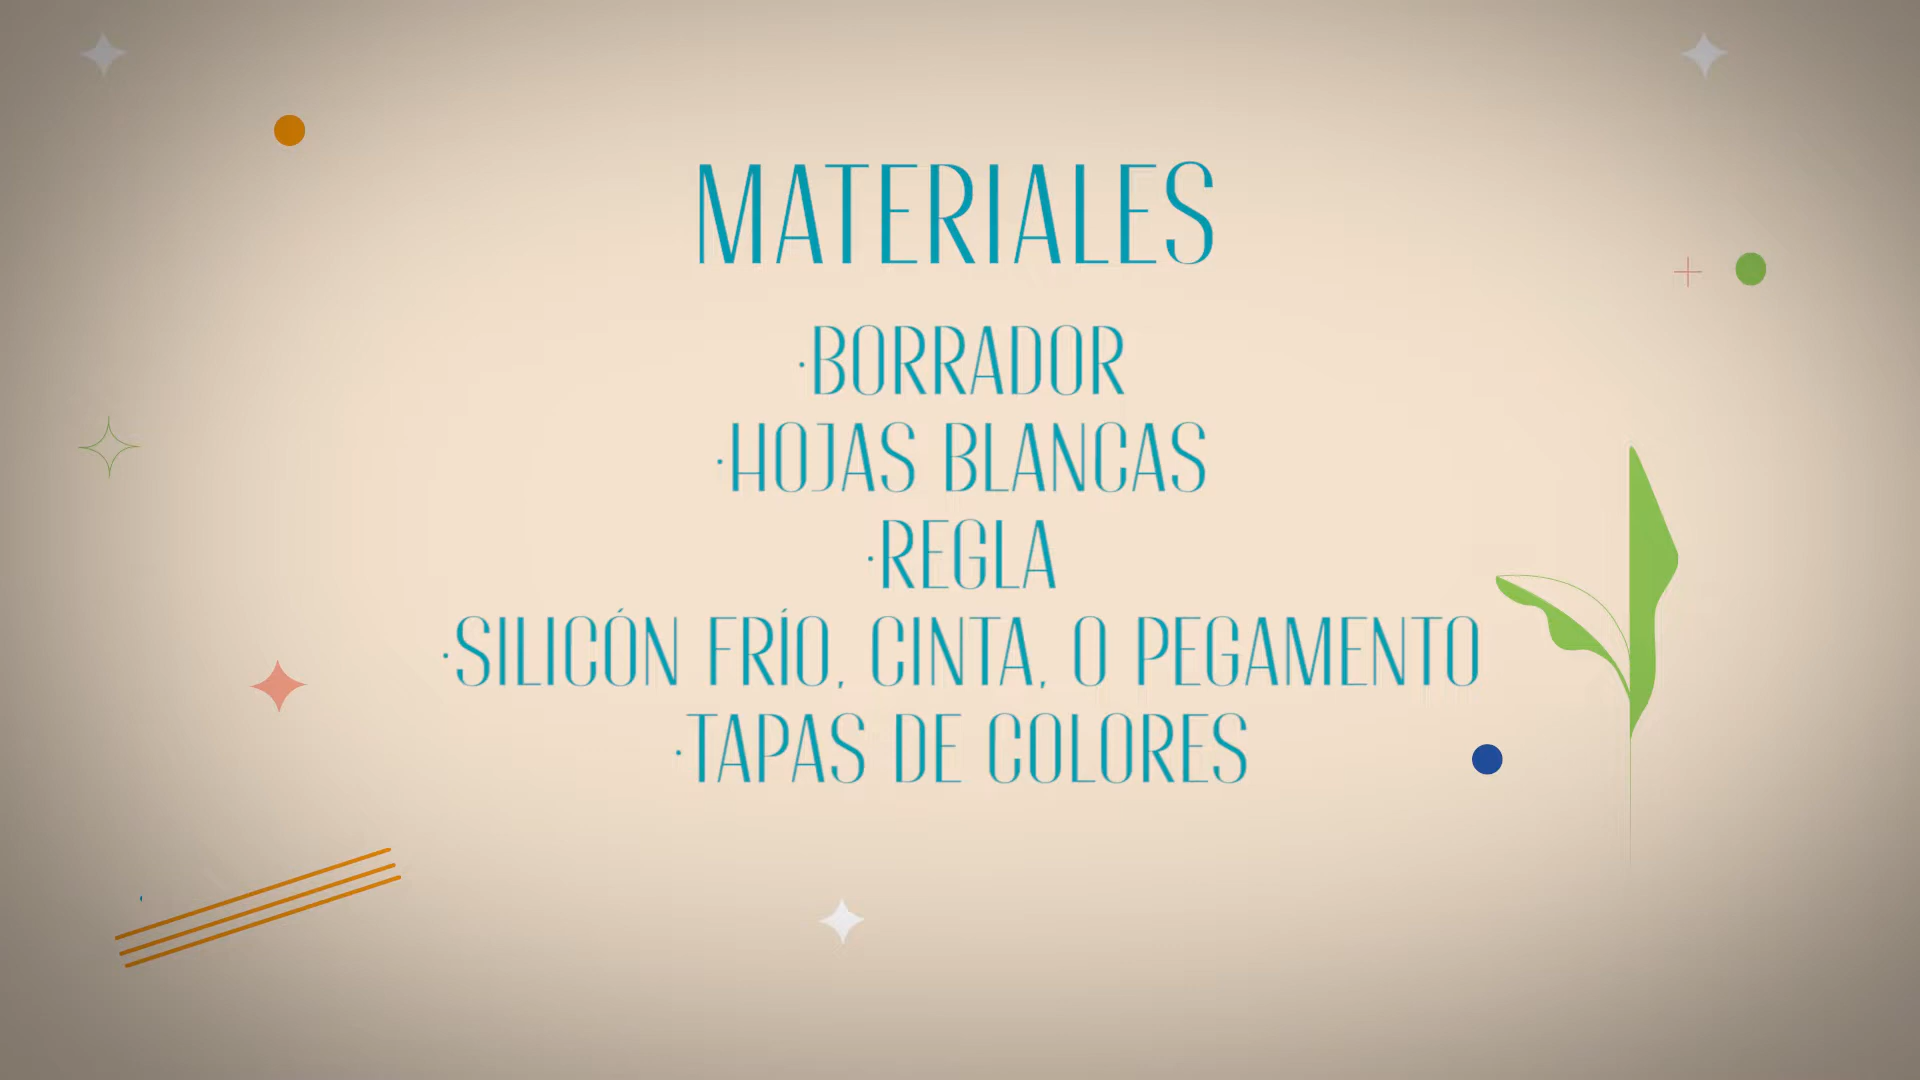 MATERIALES
·BORRADOR
·HOJAS BLANCAS
·REGLA
·SILICÓN FRÍO, CINTA, O PEGAMENTO
·TAPAS DE COLORES